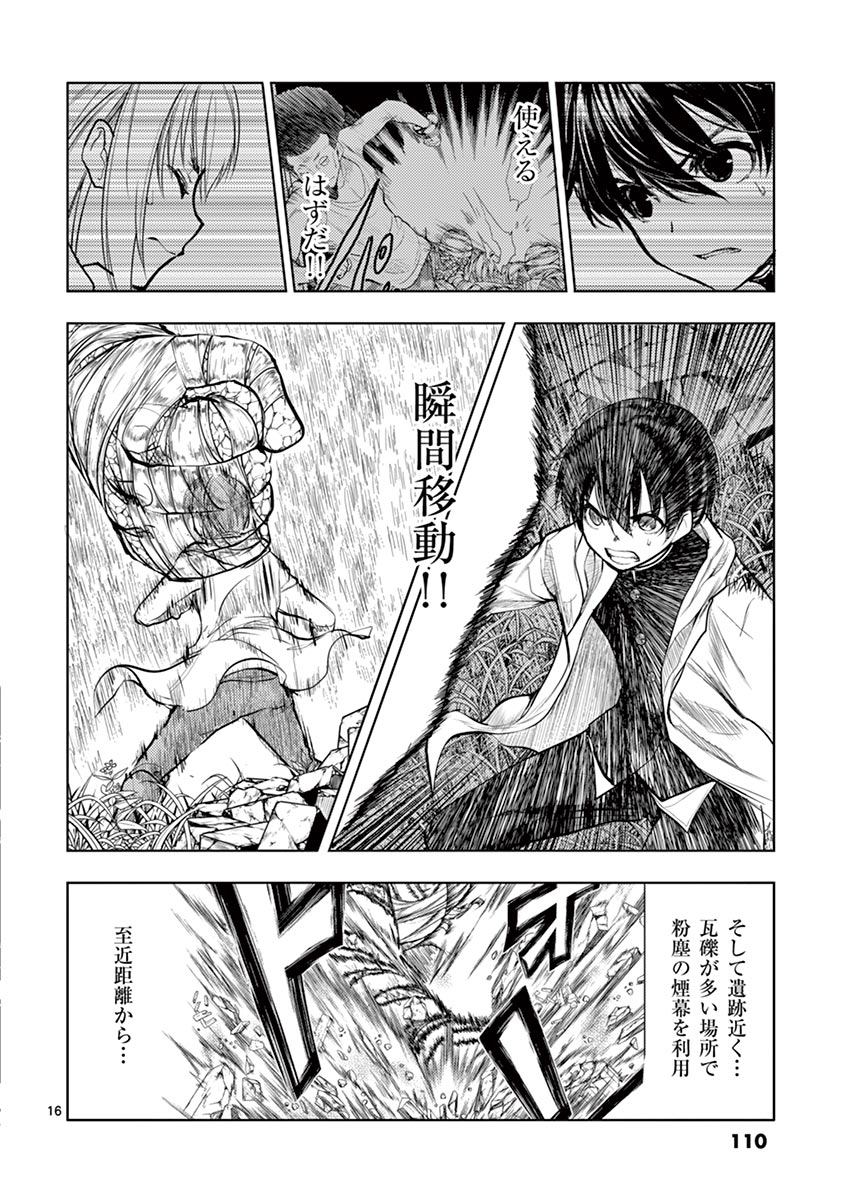 使える
はずだ!!
瞬間移動!!
そして遺跡近く…
瓦礫が多い場所で
粉塵の煙幕を利用
ドォッ
至近距離から…
16
110